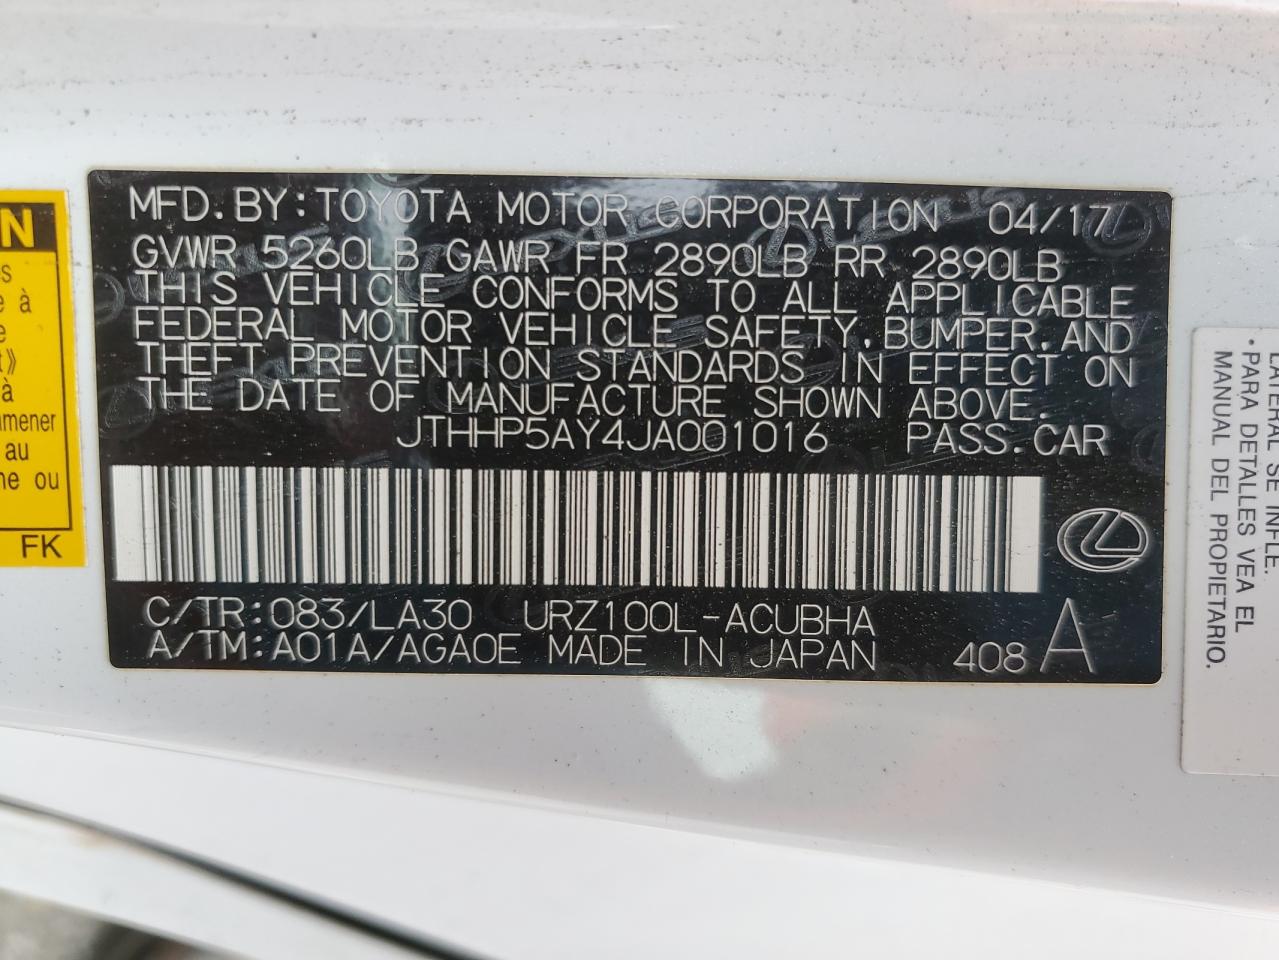 MFD. BY: TOYOTA MOTOR CORPORATION 04/17
GVWR 5260LB GAWR FR 2890LB RR 2890LB
THIS VEHICLE CONFORMS TO ALL APPLICABLE
FEDERAL MOTOR VEHICLE SAFETY, BUMPER, AND
THEFT PREVENTION STANDARDS IN EFFECT ON
THE DATE OF MANUFACTURE SHOWN ABOVE.
JTHHP5AY4JA001016 PASS. CAR
C/TR: 083/LA30 URZ100L-ACUBHA
A/TM: A01A/AGA0E MADE IN JAPAN 408 A
N
s
e à
e
t»
à
mener
au
ne ou
FK
LATERAL SE INFLE.
• PARA DETALLES VEA EL
MANUAL DEL PROPIETARIO.